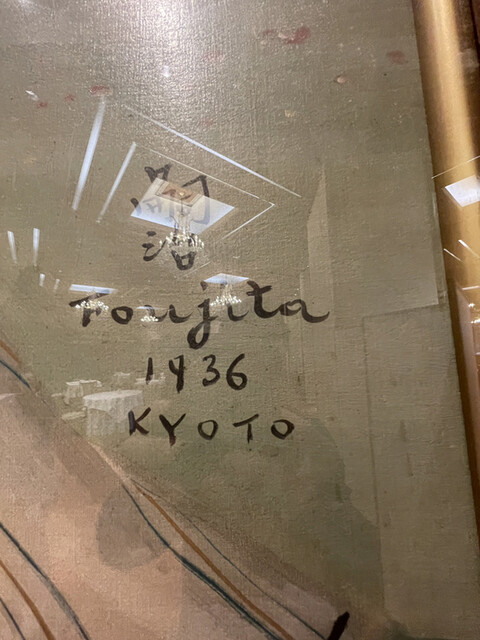 嗣
治
Foujita
1936
KYOTO